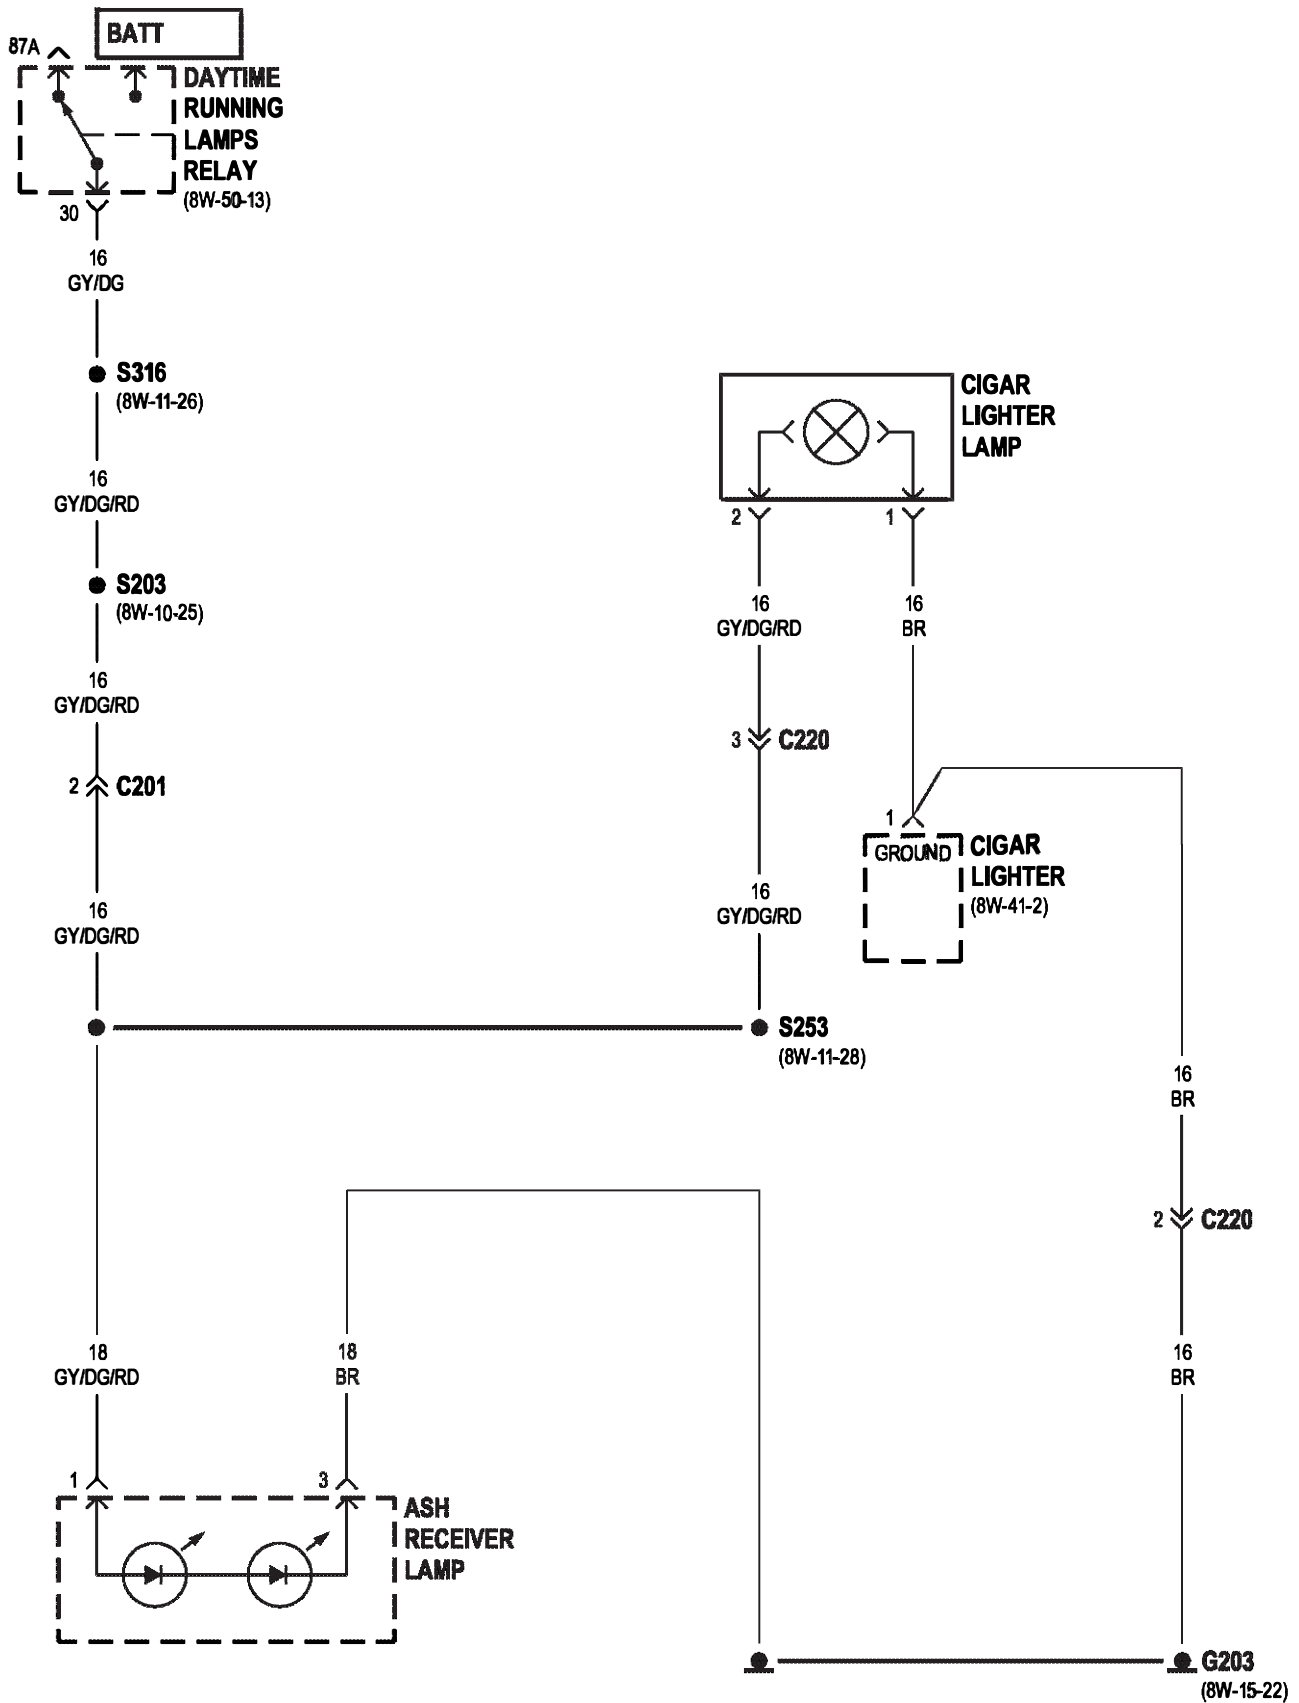 BATT
87A
DAYTIME
RUNNING
LAMPS
RELAY
(8W-50-13)
30
16
GY/DG
S316
(8W-11-26)
16
GY/DG/RD
S203
(8W-10-25)
16
GY/DG/RD
2
C201
16
GY/DG/RD
CIGAR
LIGHTER
LAMP
2
1
16
GY/DG/RD
16
BR
3
C220
1
GROUND
CIGAR
LIGHTER
(8W-41-2)
16
GY/DG/RD
S253
(8W-11-28)
16
BR
2
C220
16
BR
18
GY/DG/RD
18
BR
1
3
ASH
RECEIVER
LAMP
G203
(8W-15-22)